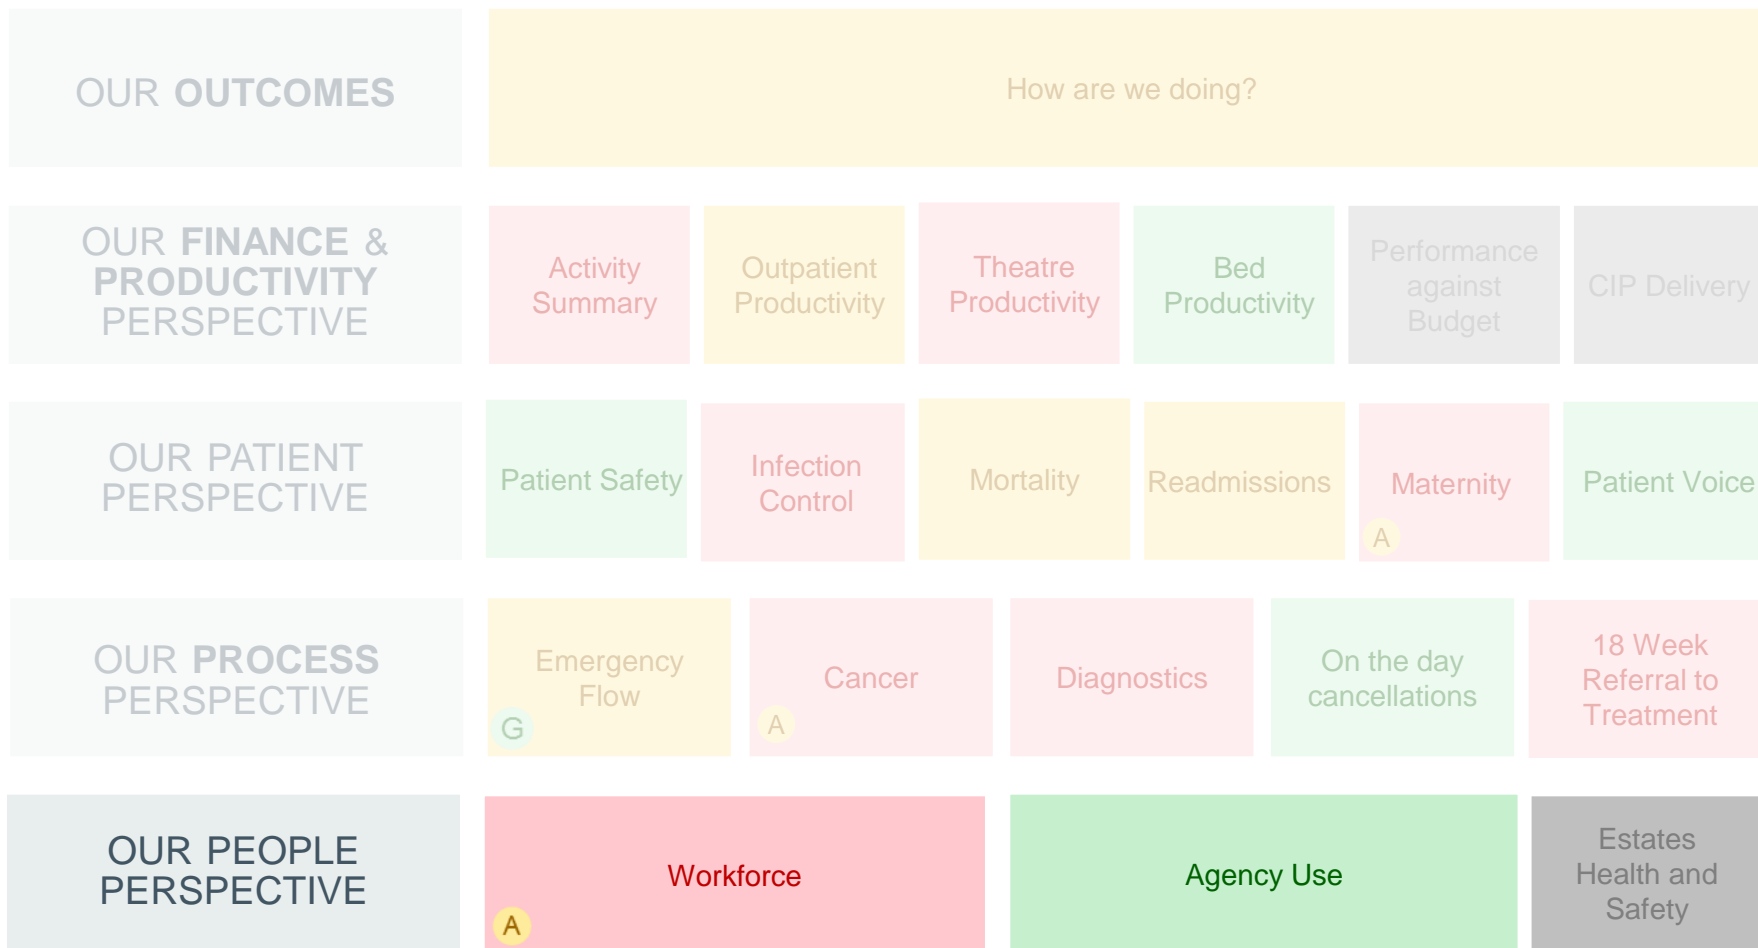 OUR OUTCOMES
How are we doing?
OUR FINANCE &
PRODUCTIVITY
PERSPECTIVE
Activity
Summary
Outpatient
Productivity
Theatre
Productivity
Bed
Productivity
Performance
against
Budget
CIP Delivery
OUR PATIENT
PERSPECTIVE
Patient Safety
Infection
Control
Mortality
Readmissions
Maternity
A
Patient Voice
OUR PROCESS
PERSPECTIVE
Emergency
Flow
G
Cancer
A
Diagnostics
On the day
cancellations
18 Week
Referral to
Treatment
OUR PEOPLE
PERSPECTIVE
Workforce
A
Agency Use
Estates
Health and
Safety